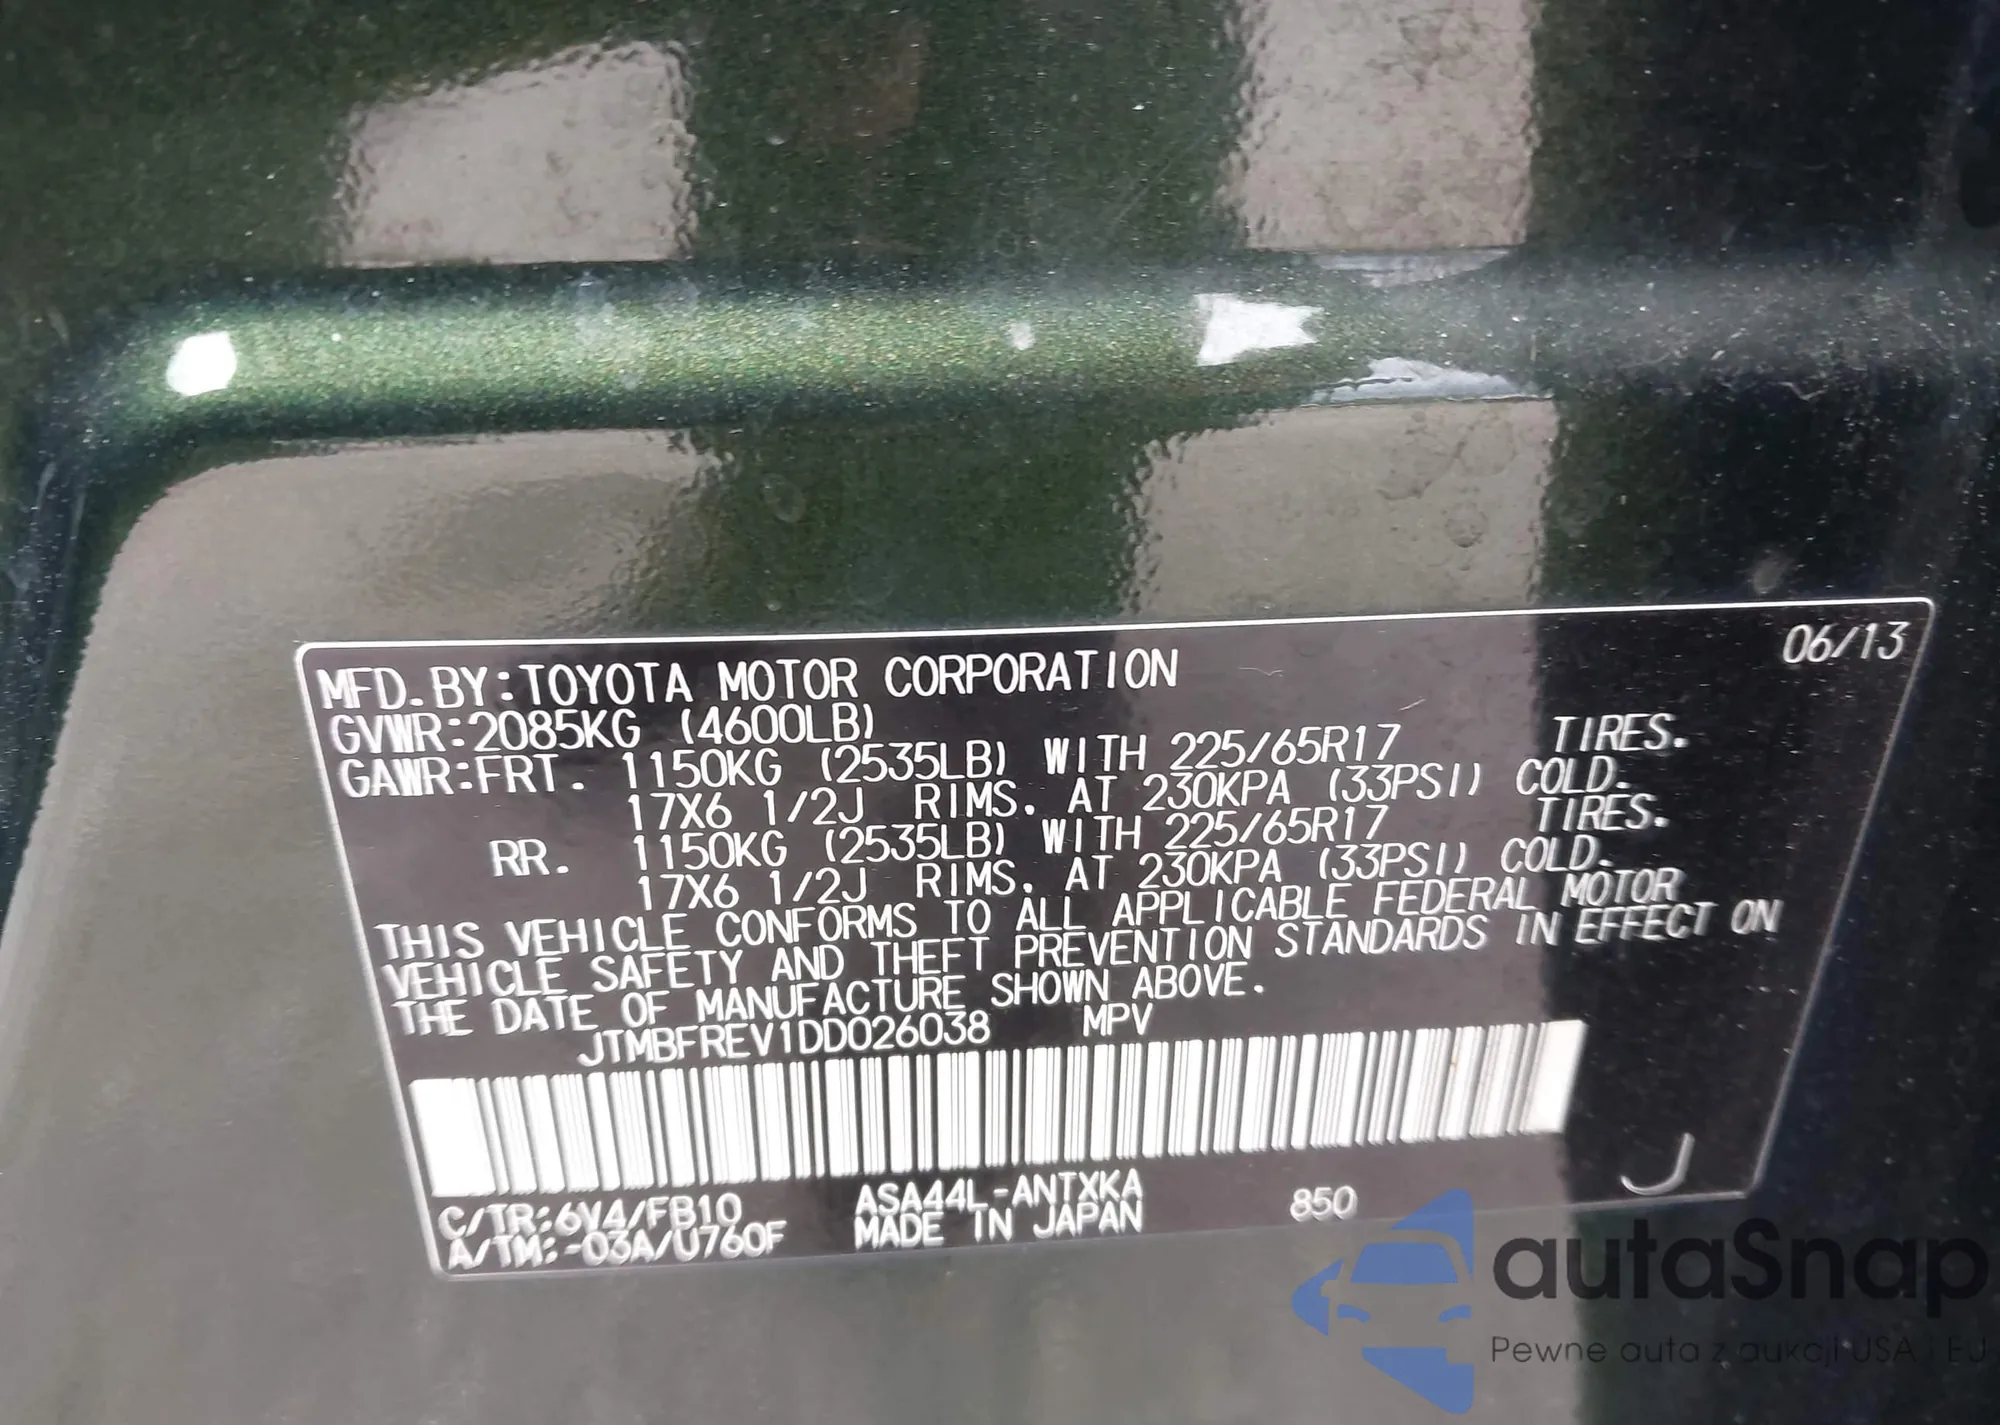 06/13
MFD. BY: TOYOTA MOTOR CORPORATION
GVWR: 2085KG (4600LB)
GAWR: FRT. 1150KG (2535LB) WITH 225/65R17 TIRES.
17X6 1/2J RIMS. AT 230KPA (33PSI) COLD.
RR. 1150KG (2535LB) WITH 225/65R17 TIRES.
17X6 1/2J RIMS. AT 230KPA (33PSI) COLD.
THIS VEHICLE CONFORMS TO ALL APPLICABLE FEDERAL MOTOR
VEHICLE SAFETY AND THEFT PREVENTION STANDARDS IN EFFECT ON
THE DATE OF MANUFACTURE SHOWN ABOVE.
JTMBFREV1DD026038 MPV
C/TR: 6V4/FB10 ASA44L-ANTXKA 850 J
A/TM: -03A/U760F MADE IN JAPAN
autaSnap
Pewne auta z aukcji USA i EU